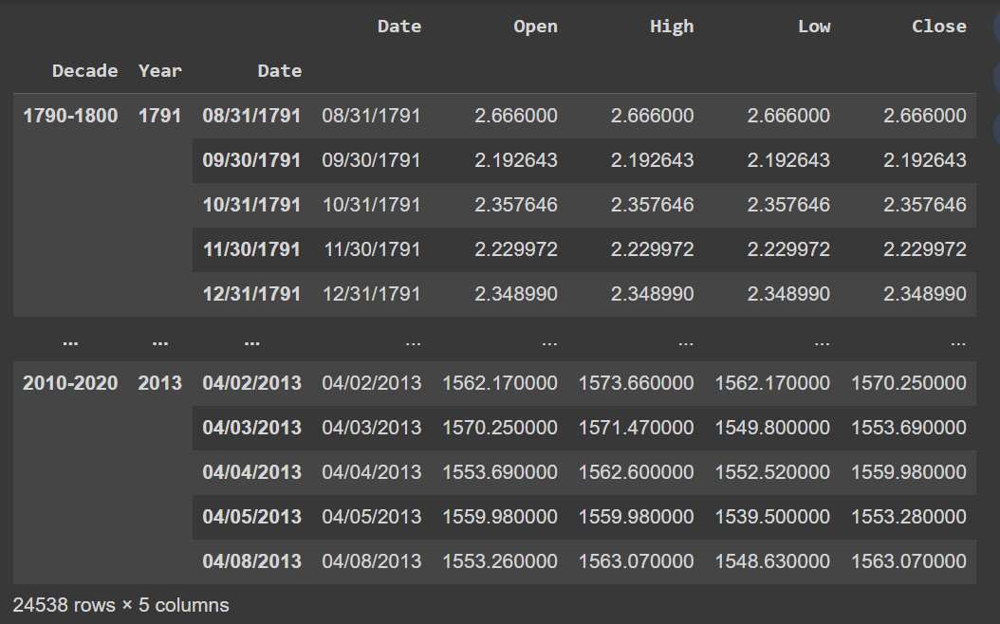 Date Open High Low Close
Decade Year Date
1790-1800 1791 08/31/1791 08/31/1791 2.666000 2.666000 2.666000 2.666000
09/30/1791 09/30/1791 2.192643 2.192643 2.192643 2.192643
10/31/1791 10/31/1791 2.357646 2.357646 2.357646 2.357646
11/30/1791 11/30/1791 2.229972 2.229972 2.229972 2.229972
12/31/1791 12/31/1791 2.348990 2.348990 2.348990 2.348990
... ... ... ... ... ... ... ...
2010-2020 2013 04/02/2013 04/02/2013 1562.170000 1573.660000 1562.170000 1570.250000
04/03/2013 04/03/2013 1570.250000 1571.470000 1549.800000 1553.690000
04/04/2013 04/04/2013 1553.690000 1562.600000 1552.520000 1559.980000
04/05/2013 04/05/2013 1559.980000 1559.980000 1539.500000 1553.280000
04/08/2013 04/08/2013 1553.260000 1563.070000 1548.630000 1563.070000
24538 rows × 5 columns